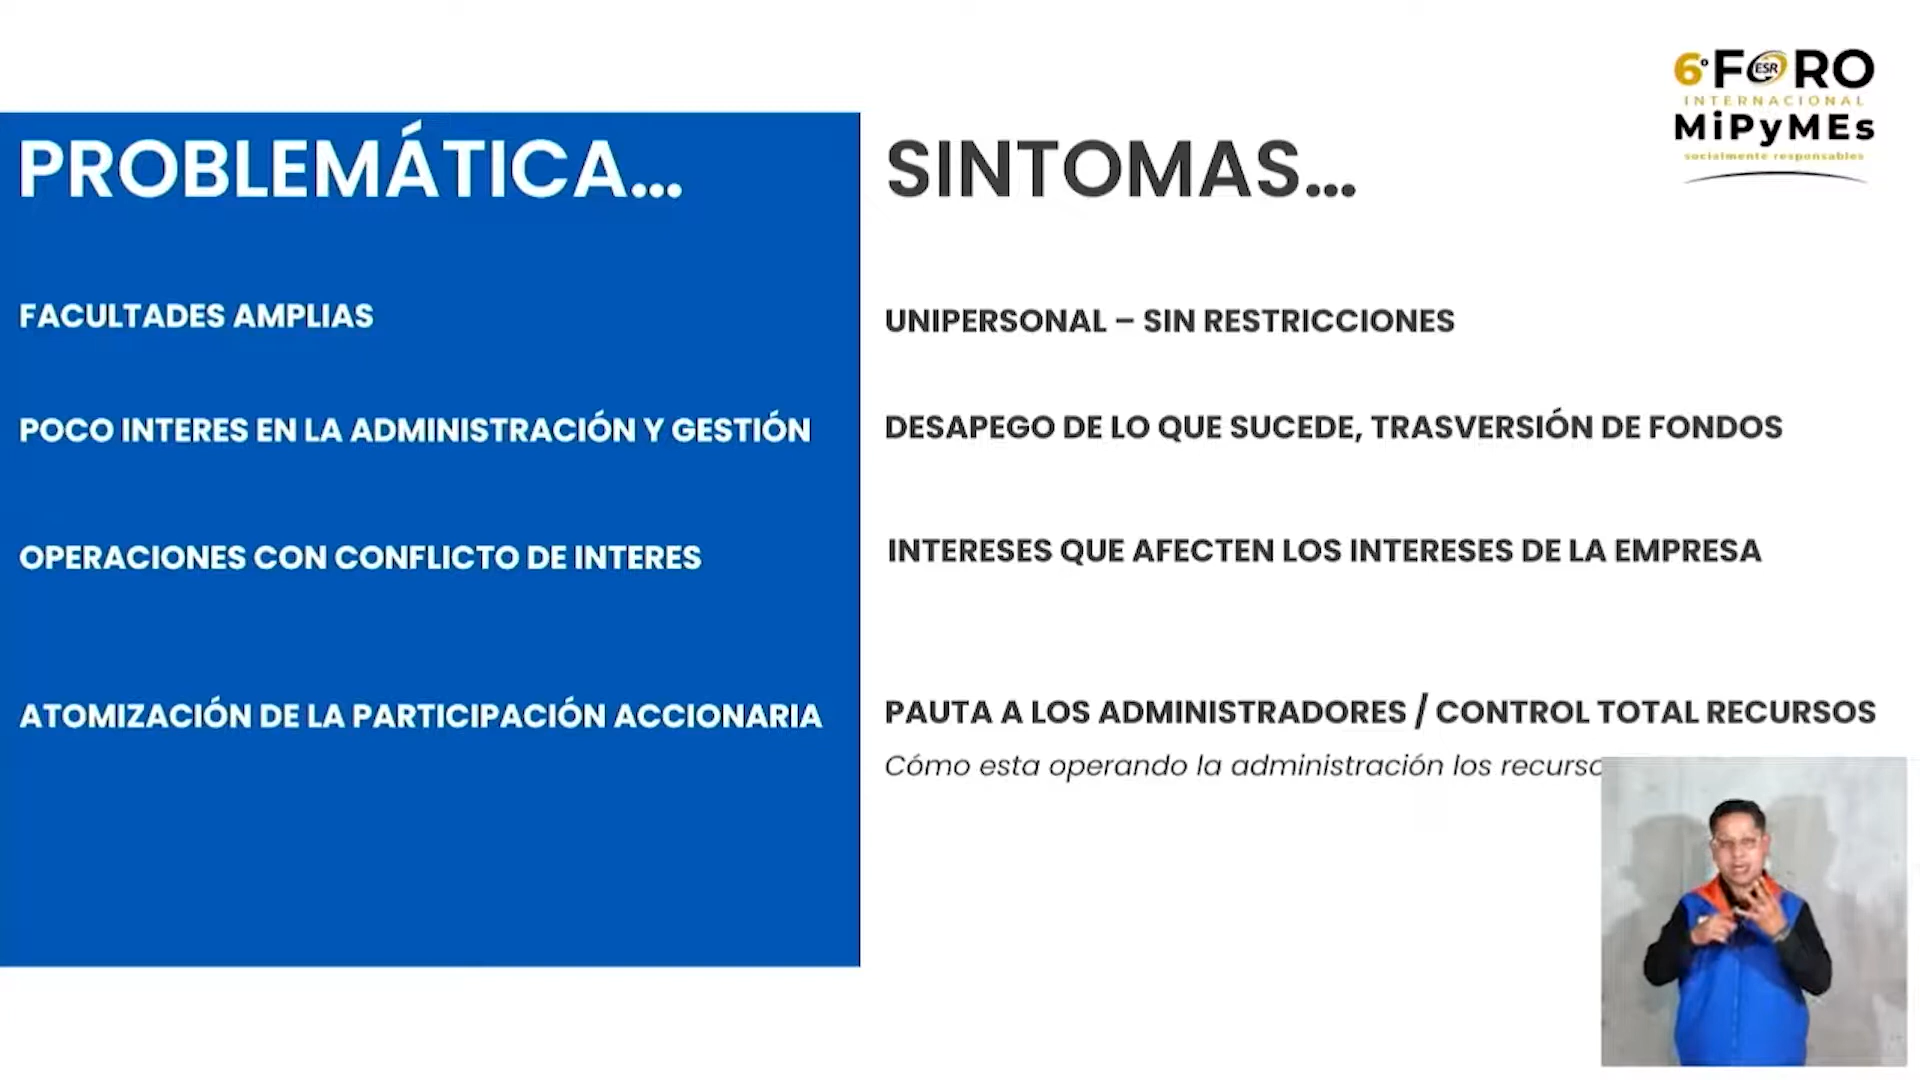 6° FORO
ESR
INTERNACIONAL
MiPyMEs
socialmente responsables
PROBLEMÁTICA...
SINTOMAS...
FACULTADES AMPLIAS
UNIPERSONAL – SIN RESTRICCIONES
POCO INTERES EN LA ADMINISTRACIÓN Y GESTIÓN
DESAPEGO DE LO QUE SUCEDE, TRASVERSIÓN DE FONDOS
OPERACIONES CON CONFLICTO DE INTERES
INTERESES QUE AFECTEN LOS INTERESES DE LA EMPRESA
ATOMIZACIÓN DE LA PARTICIPACIÓN ACCIONARIA
PAUTA A LOS ADMINISTRADORES / CONTROL TOTAL RECURSOS
Cómo esta operando la administración los